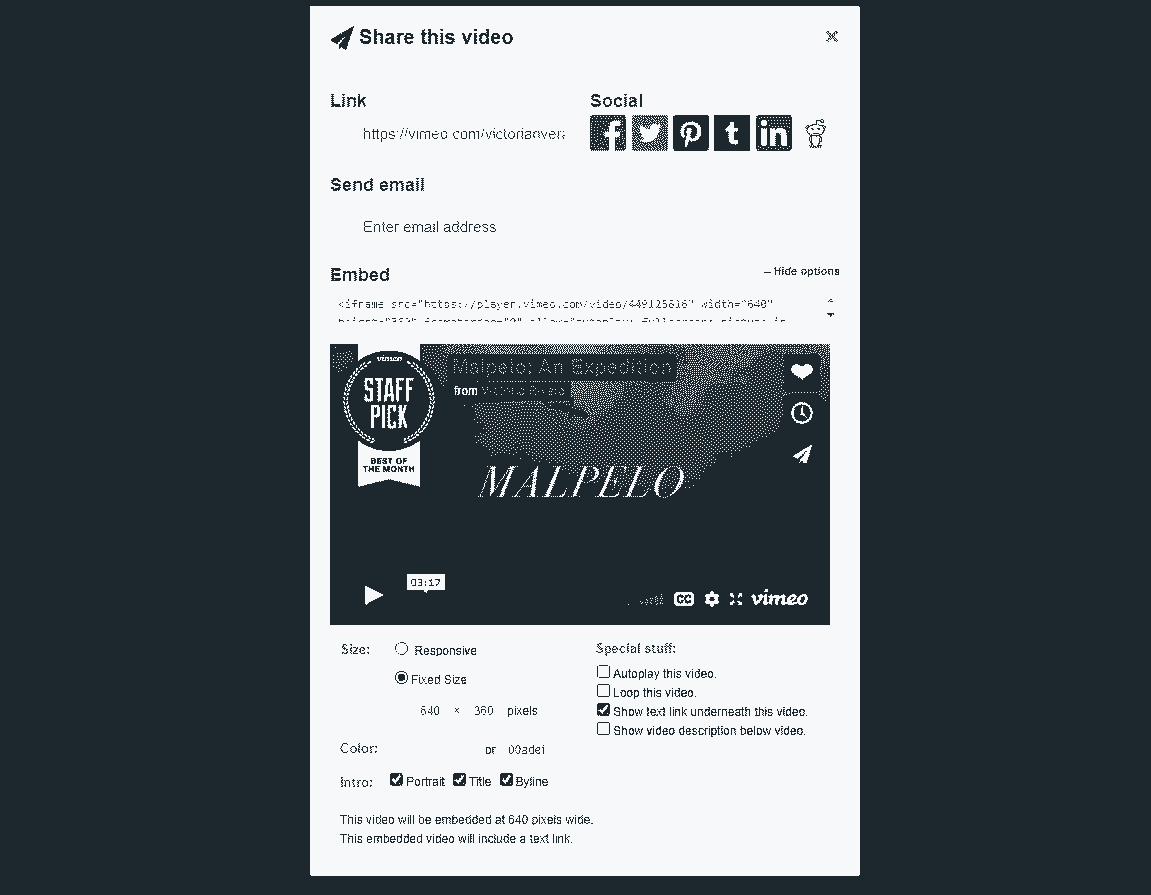 Share this video
Link
Social
https://vimeo.com/victoriaovera
Send email
Enter email address
Embed
– Hide options
<iframe src="https://player.vimeo.com/video/449125616" width="640"
vimeo
STAFF
PICK
BEST OF
THE MONTH
Malpelo: An Expedition
from
MALPELO
03:17
CC
vimeo
Size:
Responsive
Fixed Size
640 × 360 pixels
Color:
or 00adef
Intro:
Portrait
Title
Byline
Special stuff:
Autoplay this video.
Loop this video.
Show text link underneath this video.
Show video description below video.
This video will be embedded at 640 pixels wide.
This embedded video will include a text link.